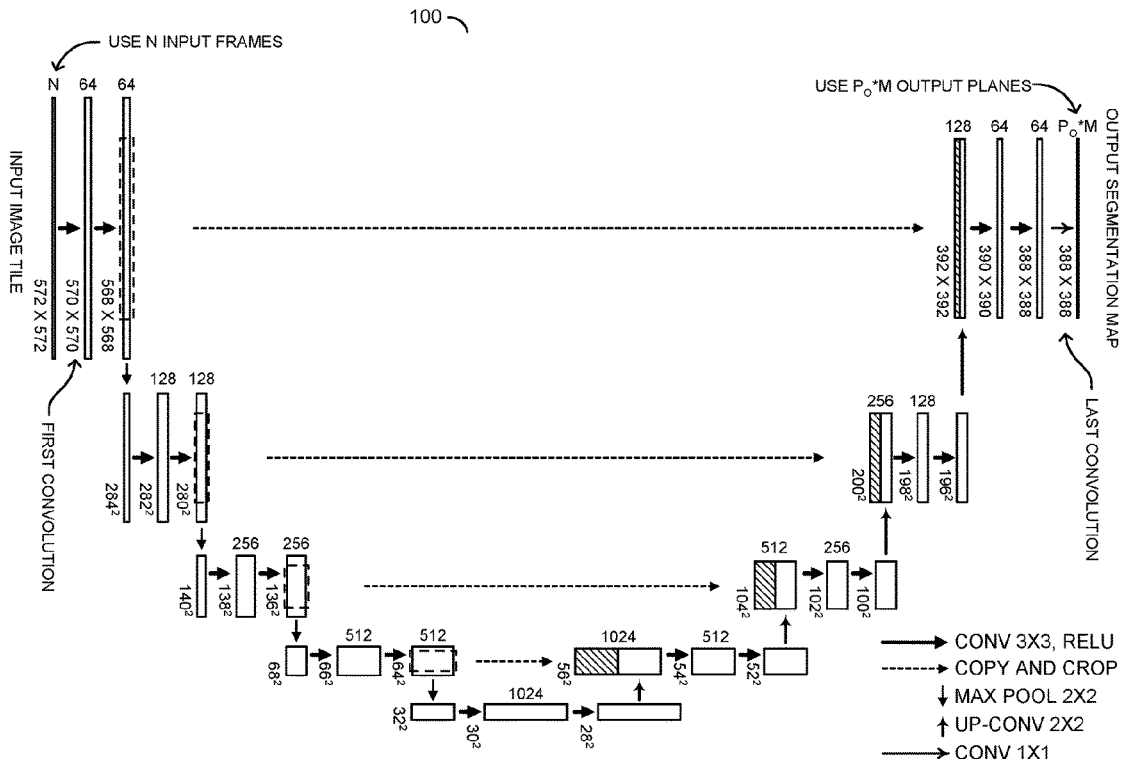 100
USE N INPUT FRAMES
N 64 64
INPUT IMAGE TILE
572 X 572
570 X 570
568 X 568
FIRST CONVOLUTION
USE P_O*M OUTPUT PLANES
128 64 64 P_O*M
OUTPUT SEGMENTATION MAP
392 X 392
390 X 390
388 X 388
388 X 388
LAST CONVOLUTION
128 128
284²
282²
280²
256 128
200²
198²
196²
256 256
140²
138²
136²
512 256
104²
102²
100²
512 512
68²
66²
64²
1024 512
56²
54²
52²
1024
32²
30²
28²
CONV 3X3, RELU
COPY AND CROP
MAX POOL 2X2
UP-CONV 2X2
CONV 1X1